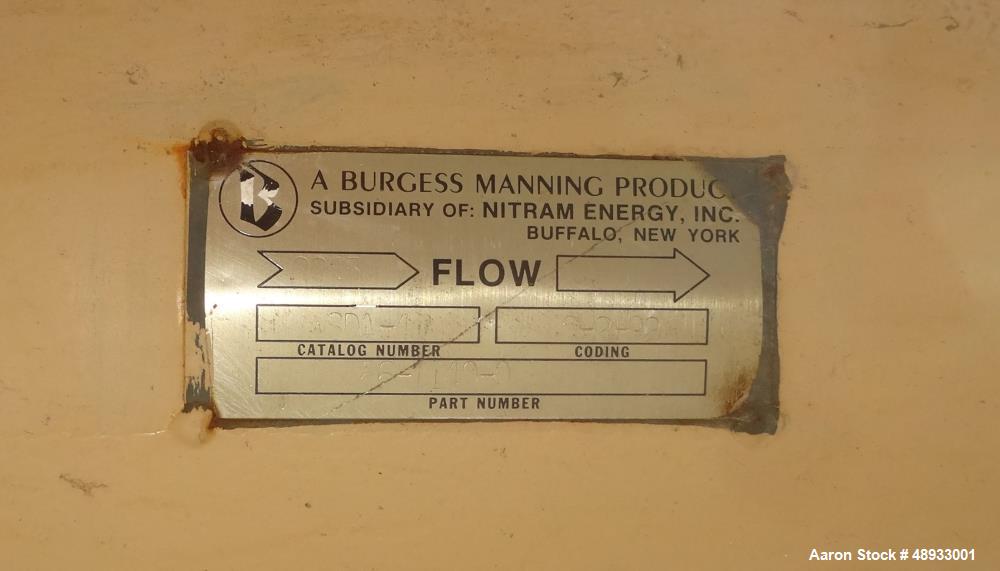 B A BURGESS MANNING PRODUC
SUBSIDIARY OF: NITRAM ENERGY, INC.
BUFFALO, NEW YORK
FLOW
CATALOG NUMBER CODING
PART NUMBER
Aaron Stock # 48933001